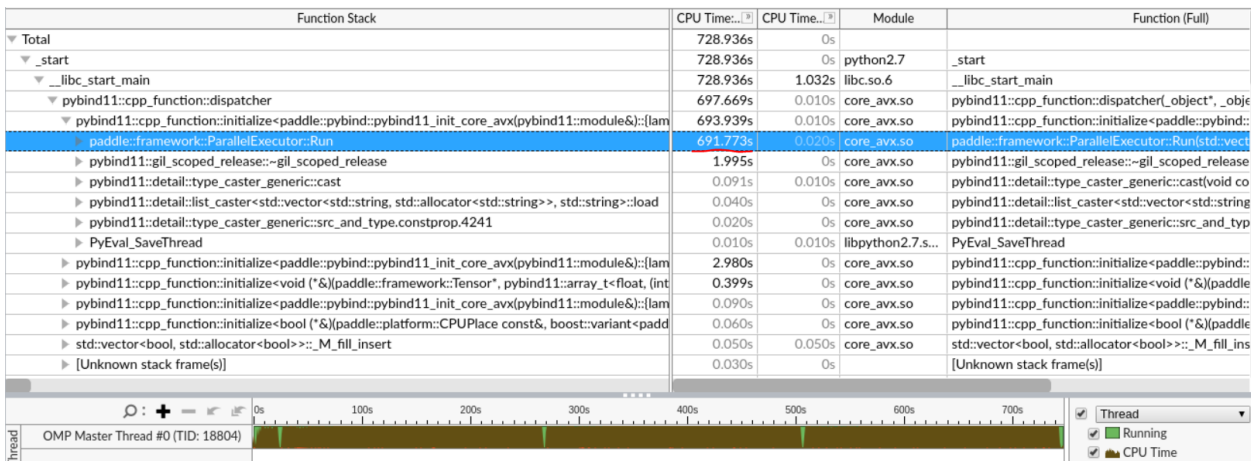 Function Stack CPU Time:... CPU Time... Module Function (Full)
Total 728.936s 0s
_start 728.936s 0s python2.7 _start
__libc_start_main 728.936s 1.032s libc.so.6 __libc_start_main
pybind11::cpp_function::dispatcher 697.669s 0.010s core_avx.so pybind11::cpp_function::dispatcher(_object*, _obje
pybind11::cpp_function::initialize<paddle::pybind::pybind11_init_core_avx(pybind11::module&)::{lam 693.939s 0.010s core_avx.so pybind11::cpp_function::initialize<paddle::pybind:
paddle::framework::ParallelExecutor::Run 691.773s 0.020s core_avx.so paddle::framework::ParallelExecutor::Run(std::vect
pybind11::gil_scoped_release::~gil_scoped_release 1.995s 0s core_avx.so pybind11::gil_scoped_release::~gil_scoped_release
pybind11::detail::type_caster_generic::cast 0.091s 0.010s core_avx.so pybind11::detail::type_caster_generic::cast(void co
pybind11::detail::list_caster<std::vector<std::string, std::allocator<std::string>>, std::string>::load 0.040s 0s core_avx.so pybind11::detail::list_caster<std::vector<std::string
pybind11::detail::type_caster_generic::src_and_type.constprop.4241 0.020s 0s core_avx.so pybind11::detail::type_caster_generic::src_and_typ
PyEval_SaveThread 0.010s 0.010s libpython2.7.s... PyEval_SaveThread
pybind11::cpp_function::initialize<paddle::pybind::pybind11_init_core_avx(pybind11::module&)::{lam 2.980s 0s core_avx.so pybind11::cpp_function::initialize<paddle::pybind:
pybind11::cpp_function::initialize<void (*&)(paddle::framework::Tensor*, pybind11::array_t<float, (int 0.399s 0s core_avx.so pybind11::cpp_function::initialize<void (*&)(paddle
pybind11::cpp_function::initialize<paddle::pybind::pybind11_init_core_avx(pybind11::module&)::{lam 0.090s 0s core_avx.so pybind11::cpp_function::initialize<paddle::pybind:
pybind11::cpp_function::initialize<bool (*&)(paddle::platform::CPUPlace const&, boost::variant<padd 0.060s 0s core_avx.so pybind11::cpp_function::initialize<bool (*&)(paddle
std::vector<bool, std::allocator<bool>>::_M_fill_insert 0.050s 0.050s core_avx.so std::vector<bool, std::allocator<bool>>::_M_fill_ins
[Unknown stack frame(s)] 0.030s 0s [Unknown stack frame(s)]
0s 100s 200s 300s 400s 500s 600s 700s Thread
Thread OMP Master Thread #0 (TID: 18804) Running
CPU Time